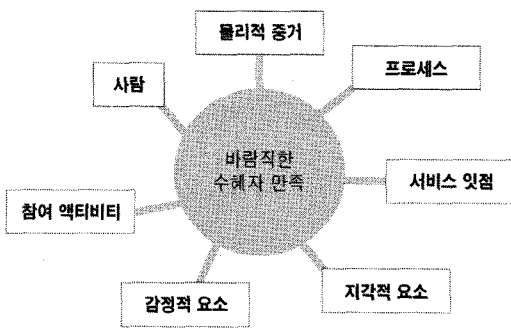 물리적 증거
프로세스
사람
바람직한
수혜자 만족
서비스 잇점
참여 액티비티
지각적 요소
감정적 요소